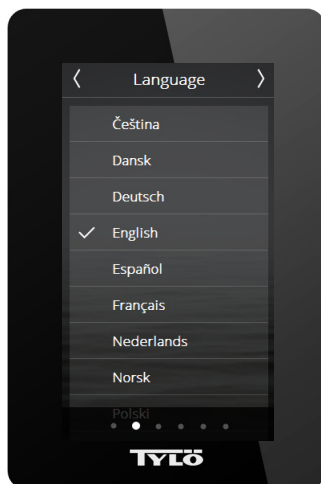 Language
Čeština
Dansk
Deutsch
English
Español
Français
Nederlands
Norsk
Polski
TYLÖ